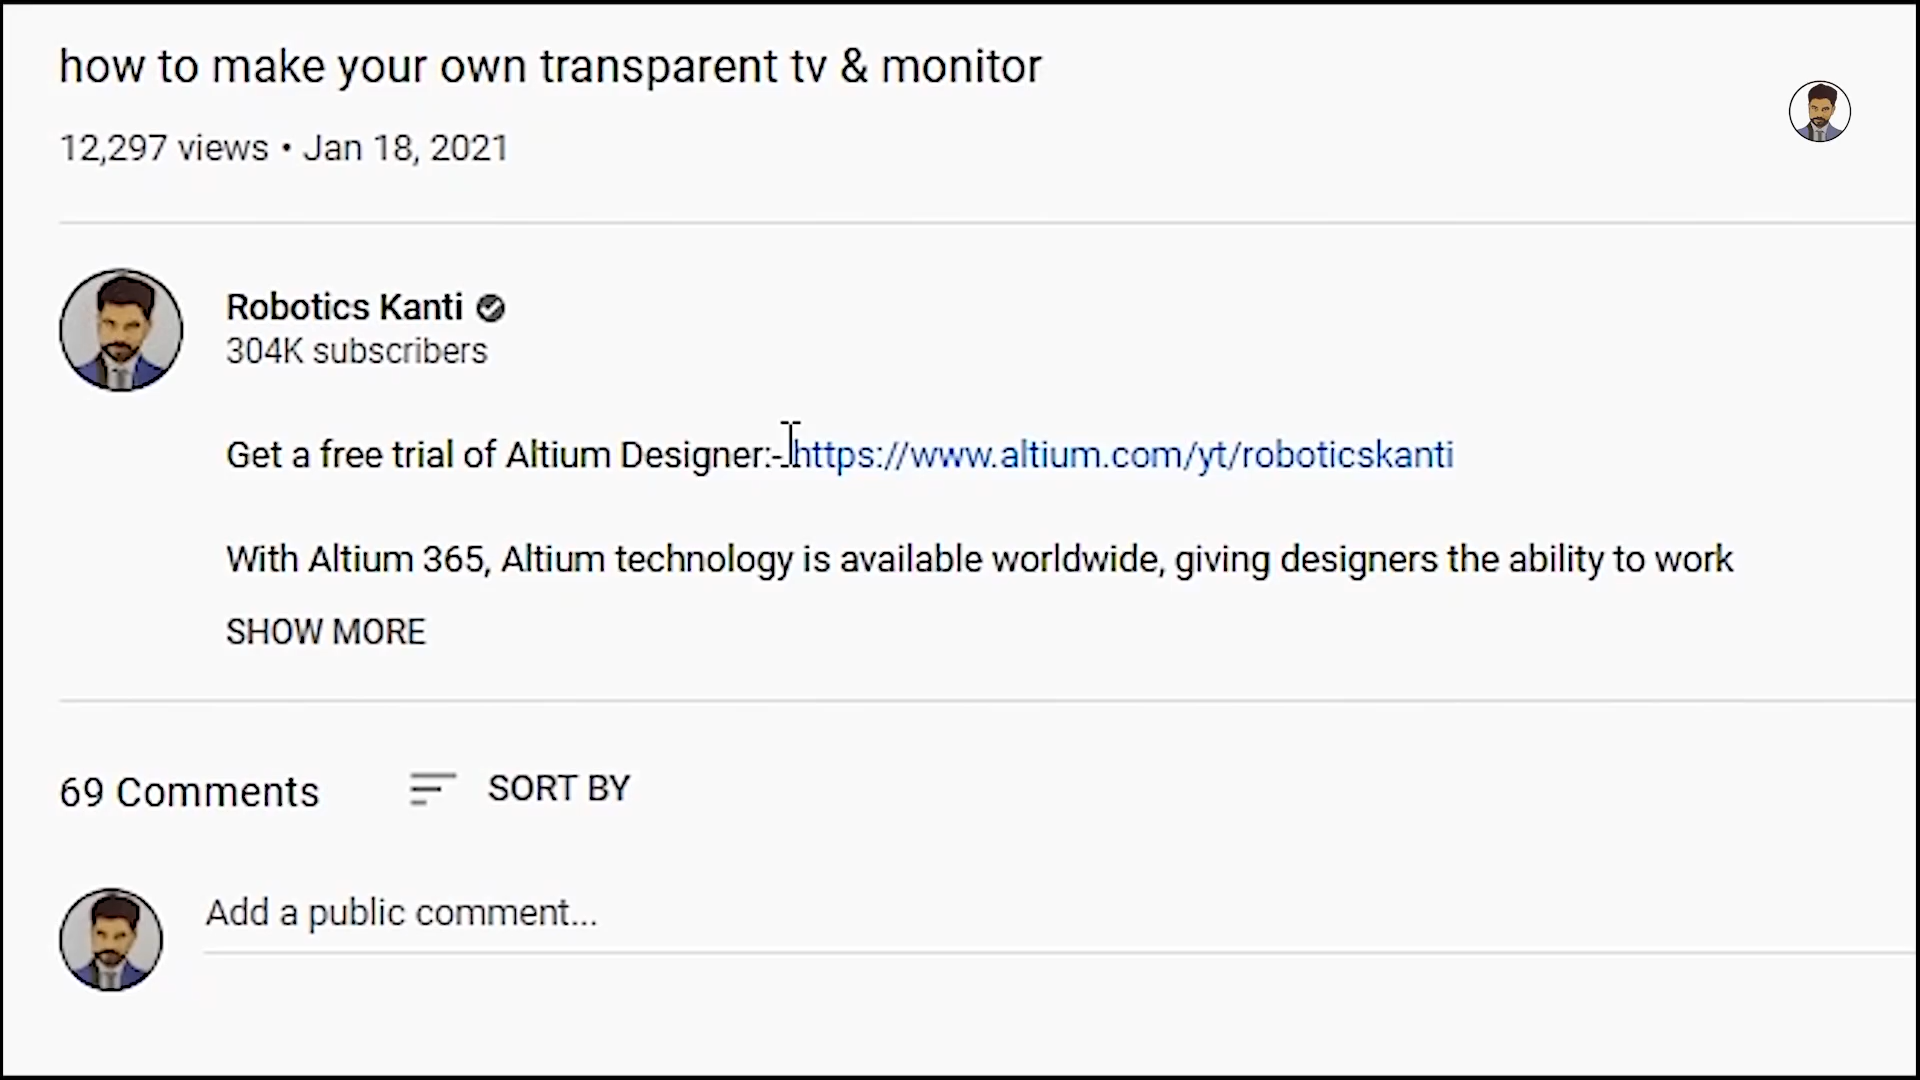 how to make your own transparent tv & monitor
12,297 views • Jan 18, 2021
Robotics Kanti
304K subscribers
Get a free trial of Altium Designer:- https://www.altium.com/yt/roboticskanti
With Altium 365, Altium technology is available worldwide, giving designers the ability to work
SHOW MORE
69 Comments SORT BY
Add a public comment...